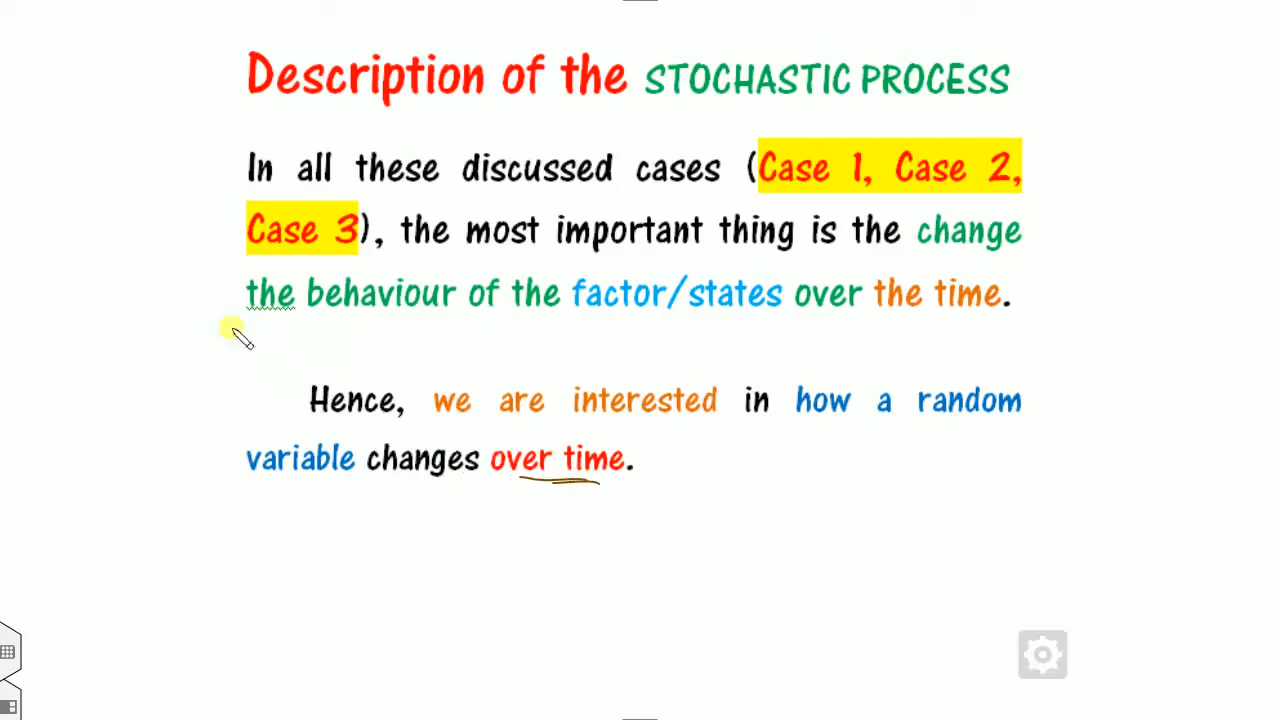 Description of the STOCHASTIC PROCESS
In all these discussed cases (Case 1, Case 2,
Case 3), the most important thing is the change
the behaviour of the factor/states over the time.
Hence, we are interested in how a random
variable changes over time.